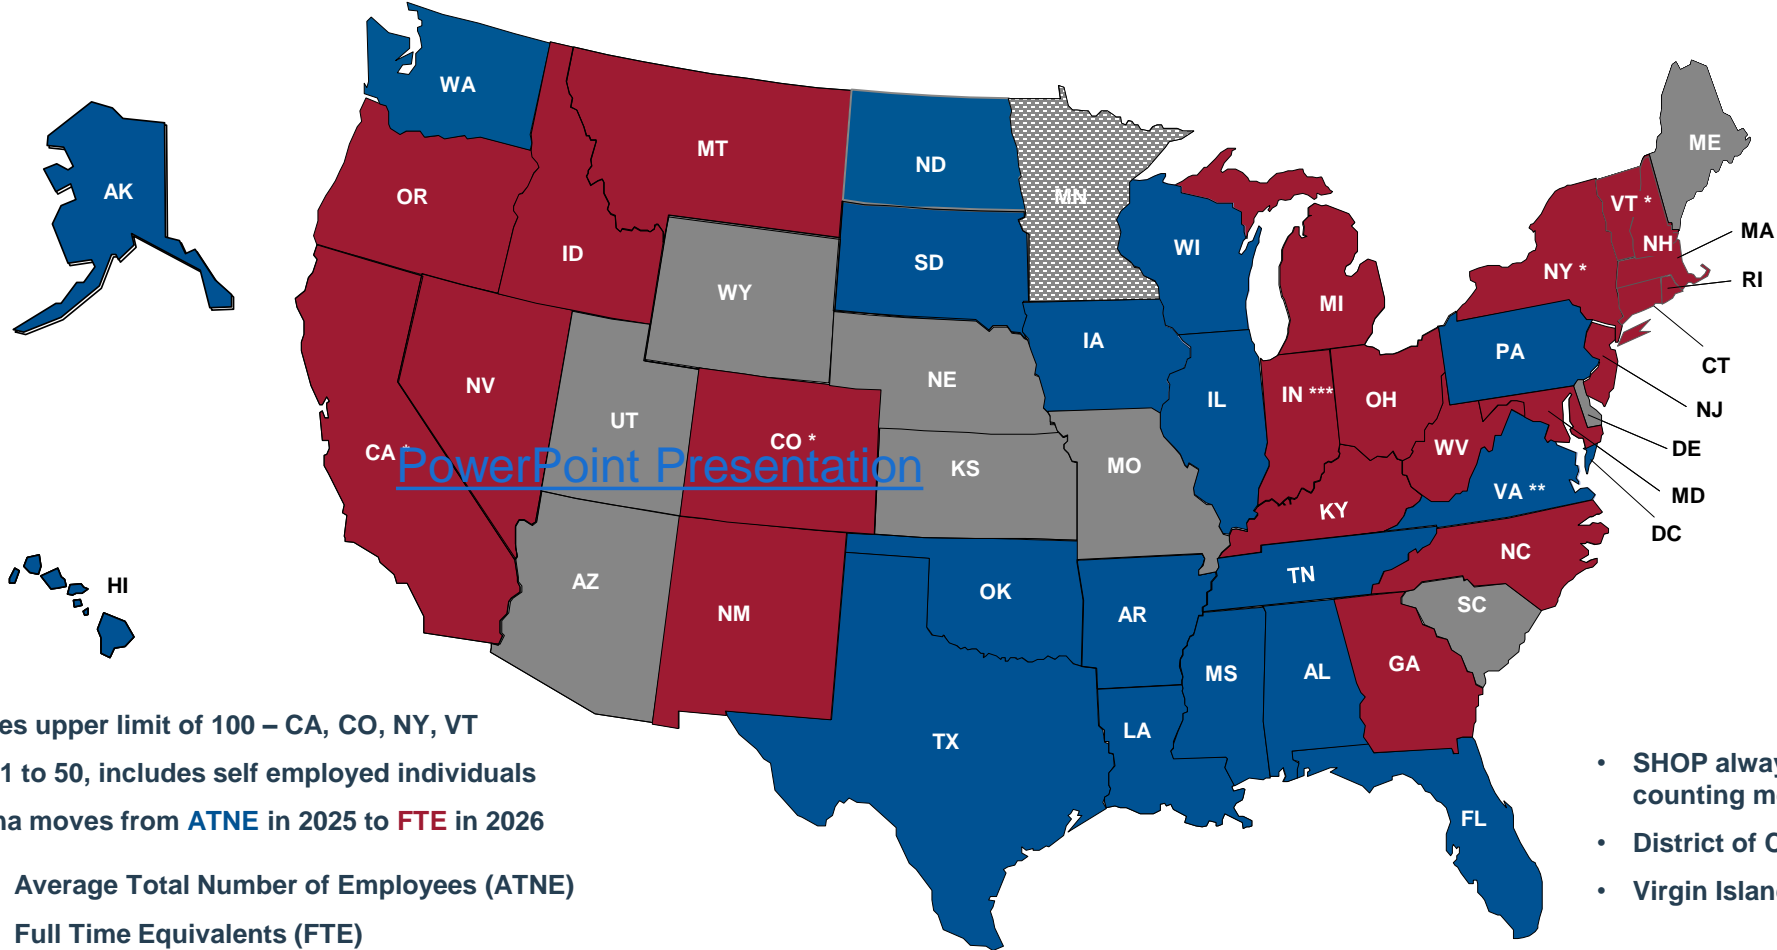 WA
MT
ND
MN
ME
AK
OR
ID
SD
WI
VT *
NH
MA
NY *
RI
WY
MI
IA
PA
CT
NV
UT
NE
IL
IN ***
OH
NJ
CA *
CO *
KS
MO
WV
DE
VA **
MD
DC
PowerPoint Presentation
KY
NC
HI
AZ
NM
OK
AR
TN
SC
MS
AL
GA
TX
LA
FL
es upper limit of 100 – CA, CO, NY, VT
1 to 50, includes self employed individuals
na moves from ATNE in 2025 to FTE in 2026
Average Total Number of Employees (ATNE)
Full Time Equivalents (FTE)
• SHOP alway
counting m
• District of C
• Virgin Islan